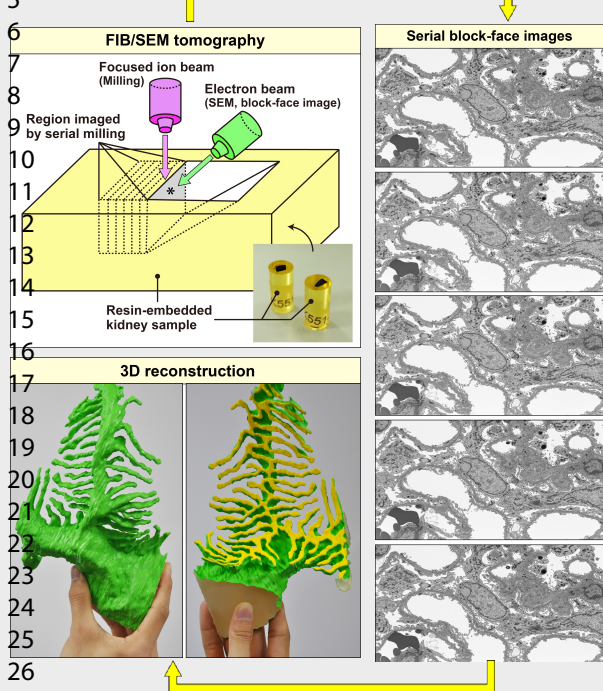 5
6
7
8
9
10
11
12
13
14
15
16
17
18
19
20
21
22
23
24
25
26
FIB/SEM tomography
Focused ion beam
(Milling)
Electron beam
(SEM, block-face image)
Region imaged
by serial milling
*
Resin-embedded
kidney sample
551
3D reconstruction
Serial block-face images